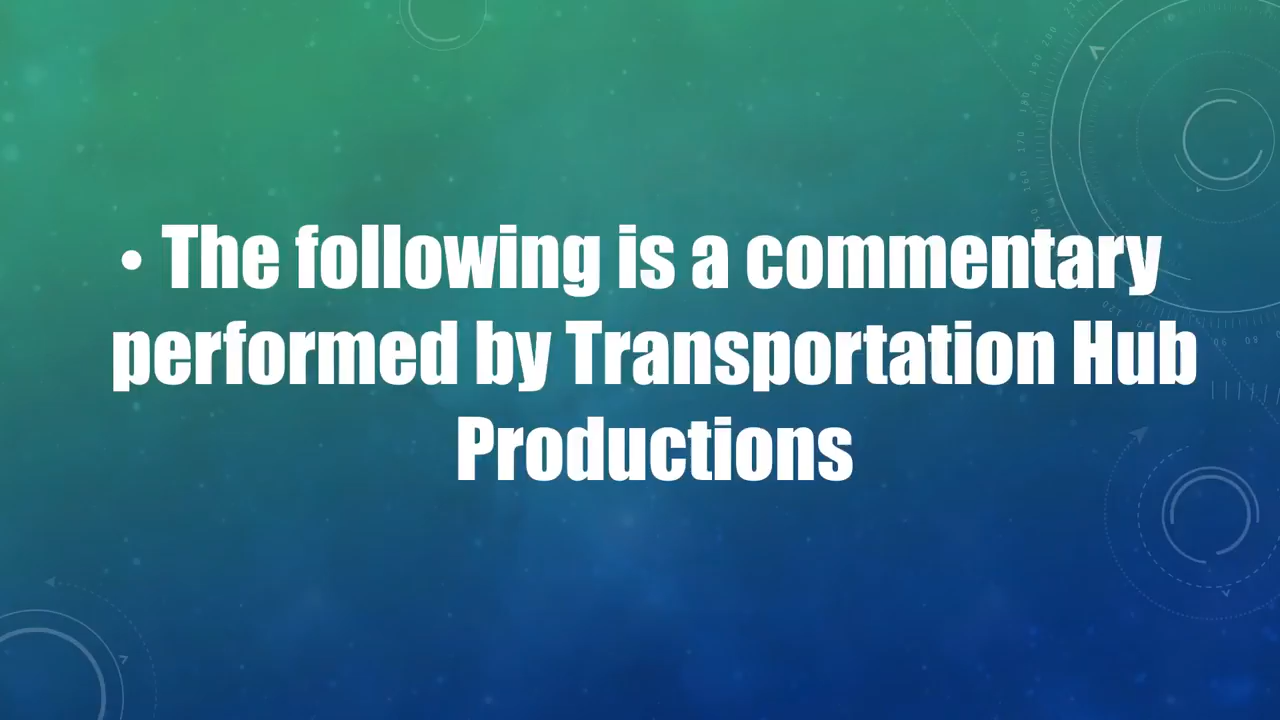 • The following is a commentary
performed by Transportation Hub
Productions